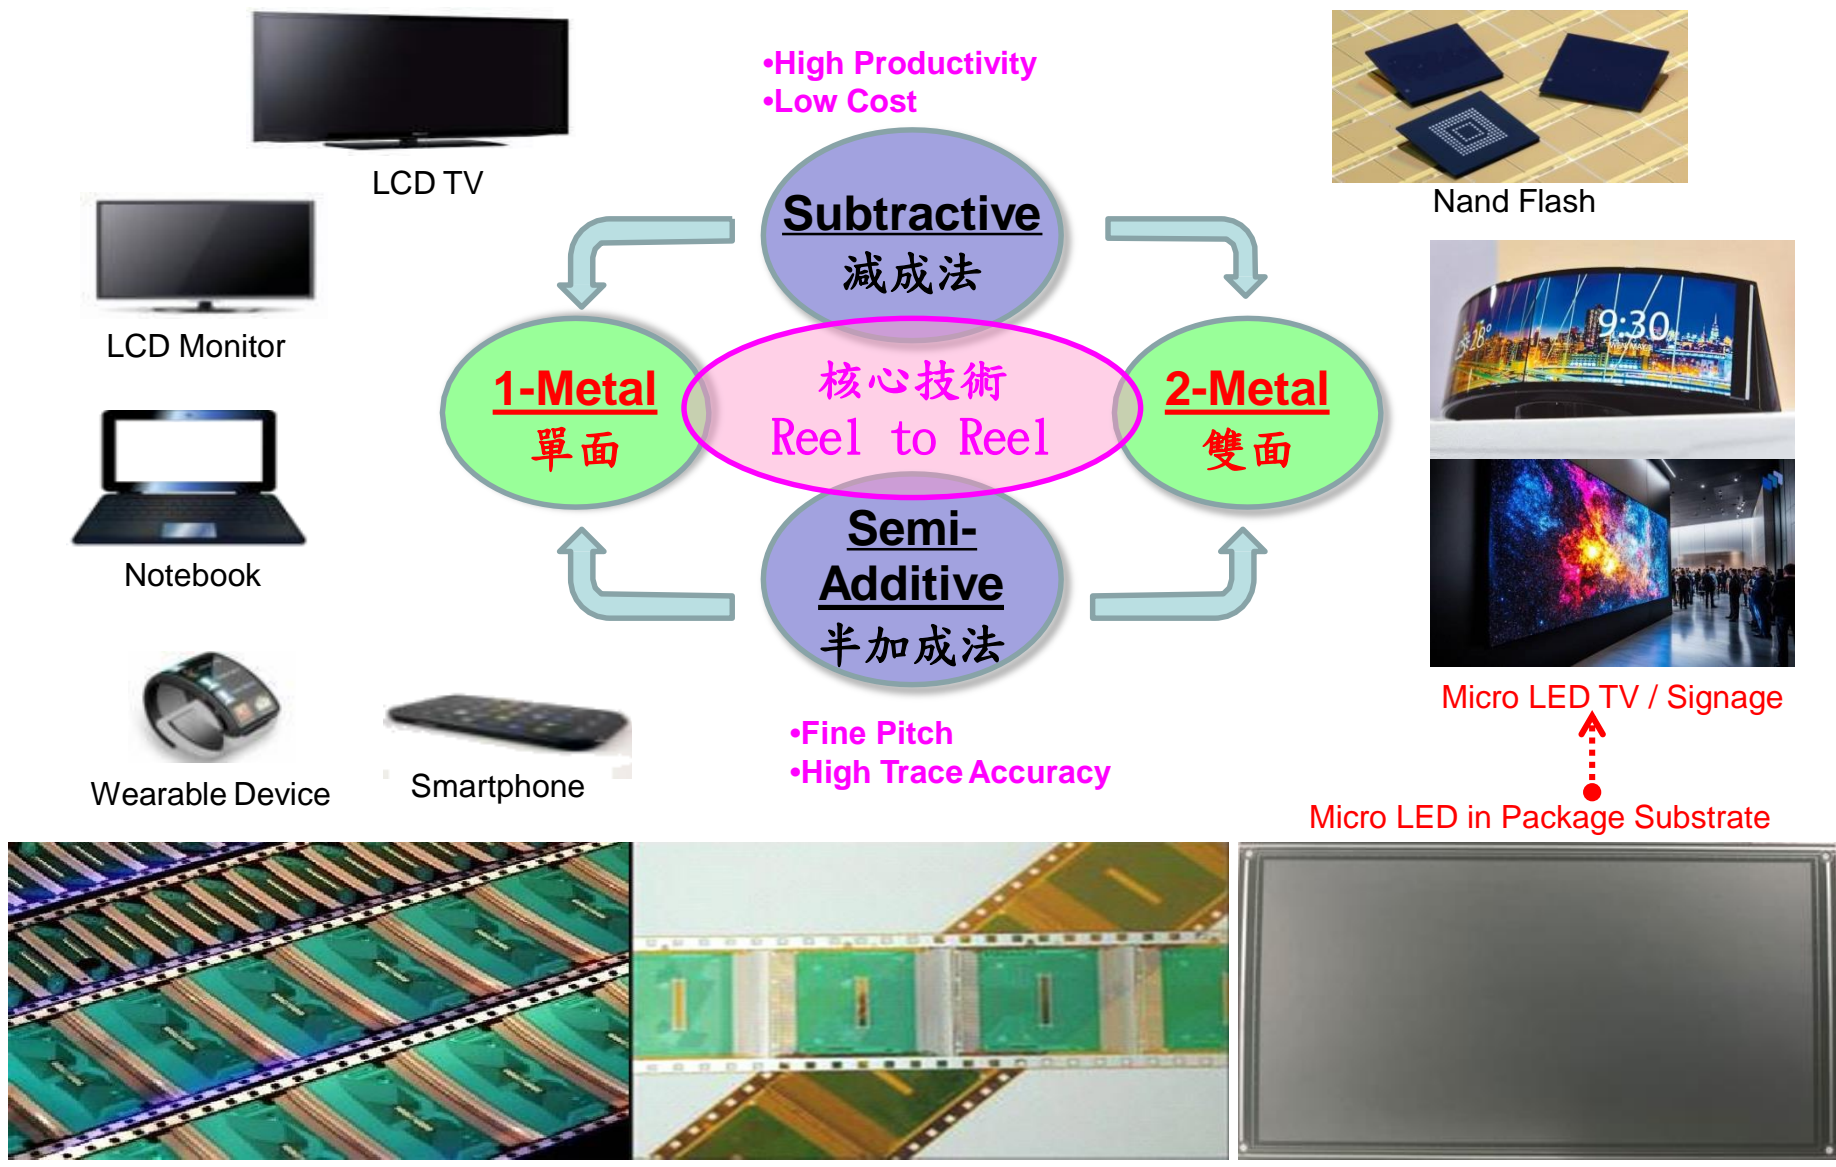 •High Productivity
•Low Cost
LCD TV
Nand Flash
Subtractive
減成法
LCD Monitor
9:30
28°
1-Metal
單面
核心技術
Reel to Reel
2-Metal
雙面
Notebook
Semi-
Additive
半加成法
Micro LED TV / Signage
•Fine Pitch
•High Trace Accuracy
Wearable Device
Smartphone
Micro LED in Package Substrate